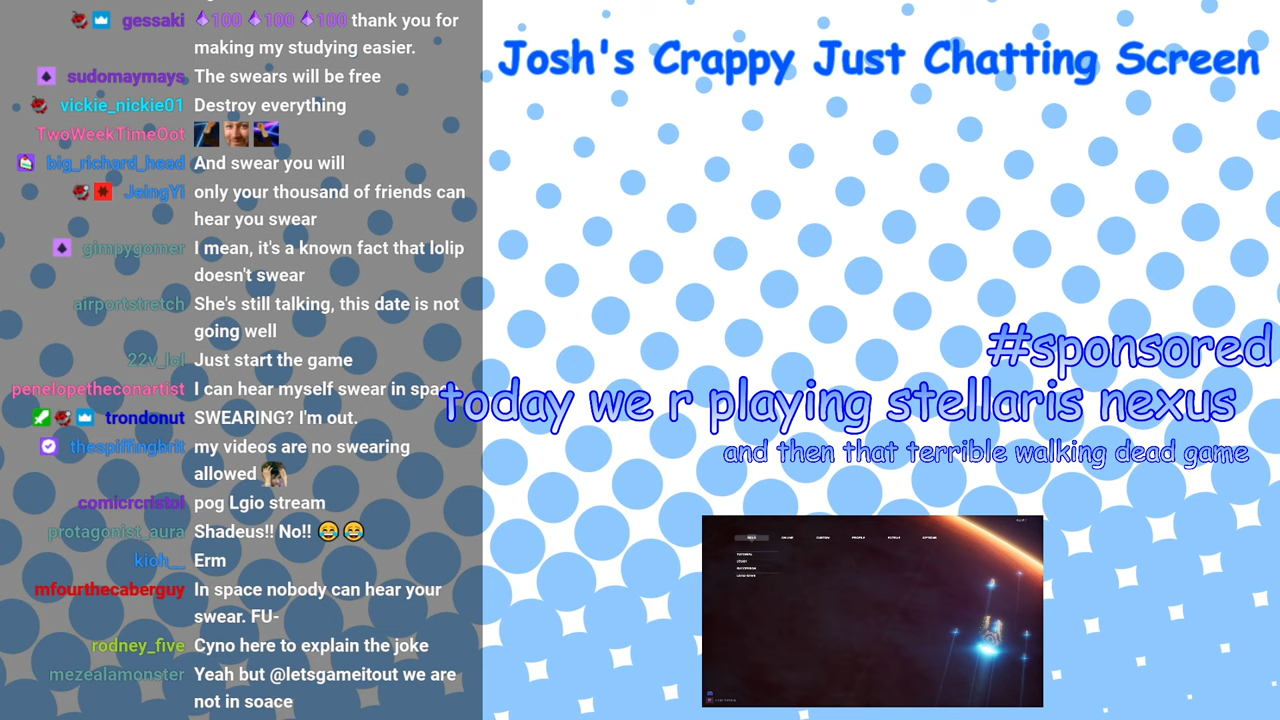 gessaki 100 100 100 thank you for
making my studying easier.
sudomaymays The swears will be free
vickie_nickie01 Destroy everything
TwoWeekTimeOot
big_richard_head And swear you will
JaingYi only your thousand of friends can
hear you swear
gimpygomer I mean, it's a known fact that lolip
doesn't swear
airportstretch She's still talking, this date is not
going well
22v_lol Just start the game
penelopetheconartist I can hear myself swear in spac
trondonut SWEARING? I'm out.
thespiffingbrit my videos are no swearing
allowed
comicrcristol pog Lgio stream
protagonist_aura Shadeus!! No!! 😂😂
kioh__ Erm
mfourthecaberguy In space nobody can hear your
swear. FU-
rodney_five Cyno here to explain the joke
mezealamonster Yeah but @letsgameitout we are
not in soace
Josh's Crappy Just Chatting Screen
#sponsored
today we r playing stellaris nexus
and then that terrible walking dead game